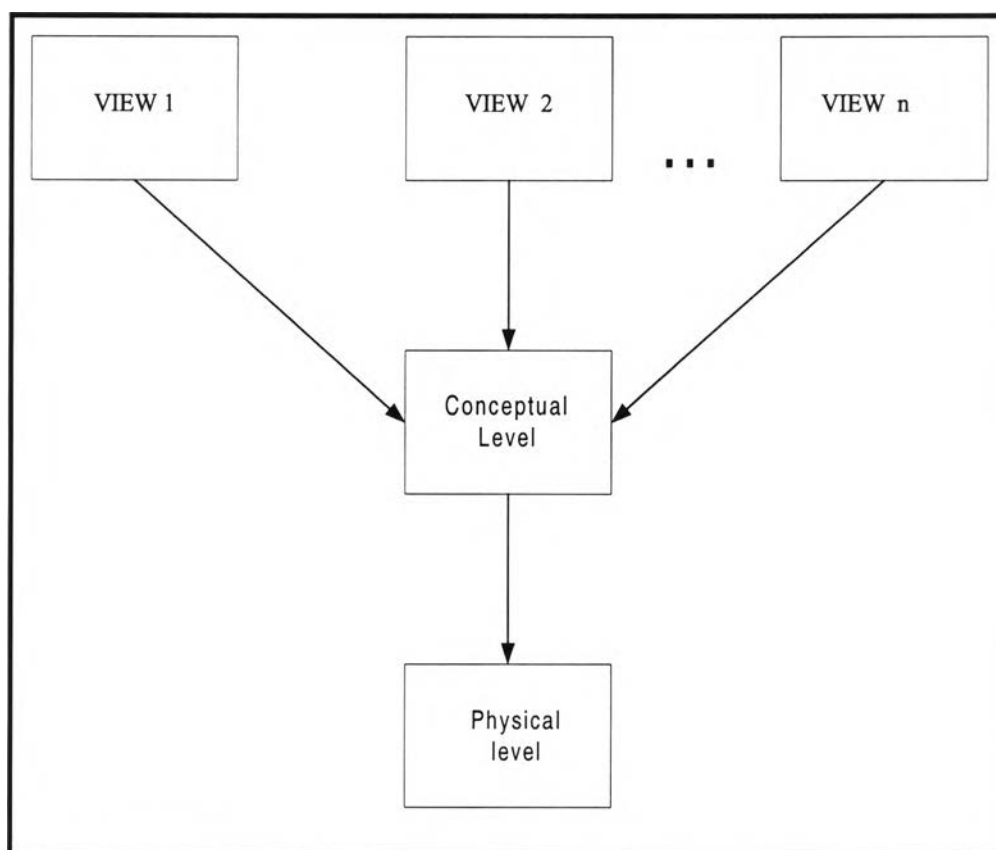 VIEW 1
VIEW 2
VIEW n
...
Conceptual
Level
Physical
level